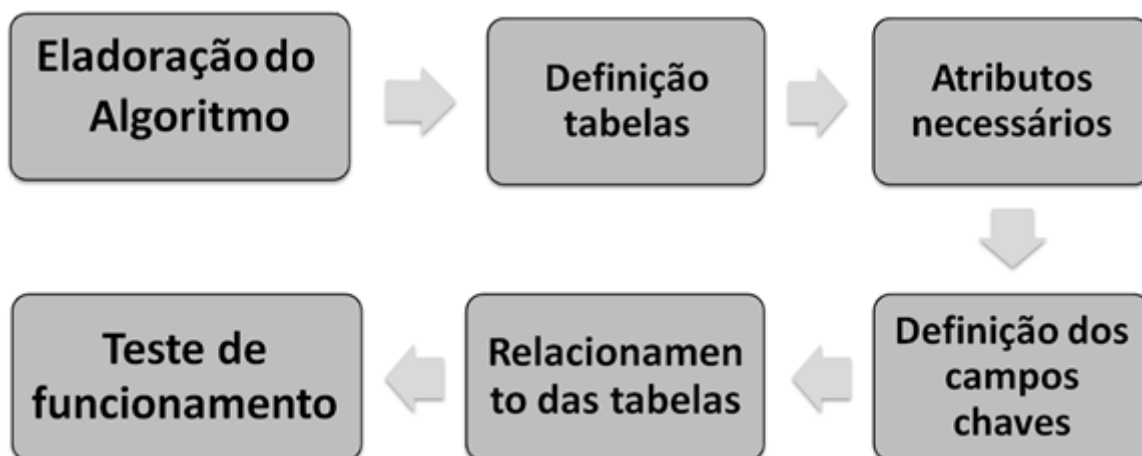 Eladoração do
Algoritmo
Definição
tabelas
Atributos
necessários
Definição dos
campos
chaves
Relacionamen
to das tabelas
Teste de
funcionamento